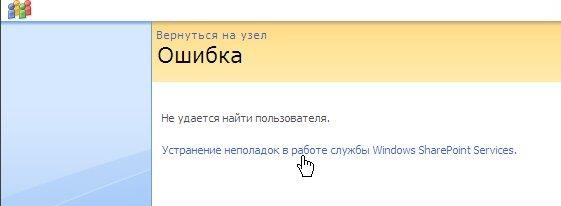 Вернуться на узел
Ошибка
Не удается найти пользователя.
Устранение неполадок в работе службы Windows SharePoint Services.